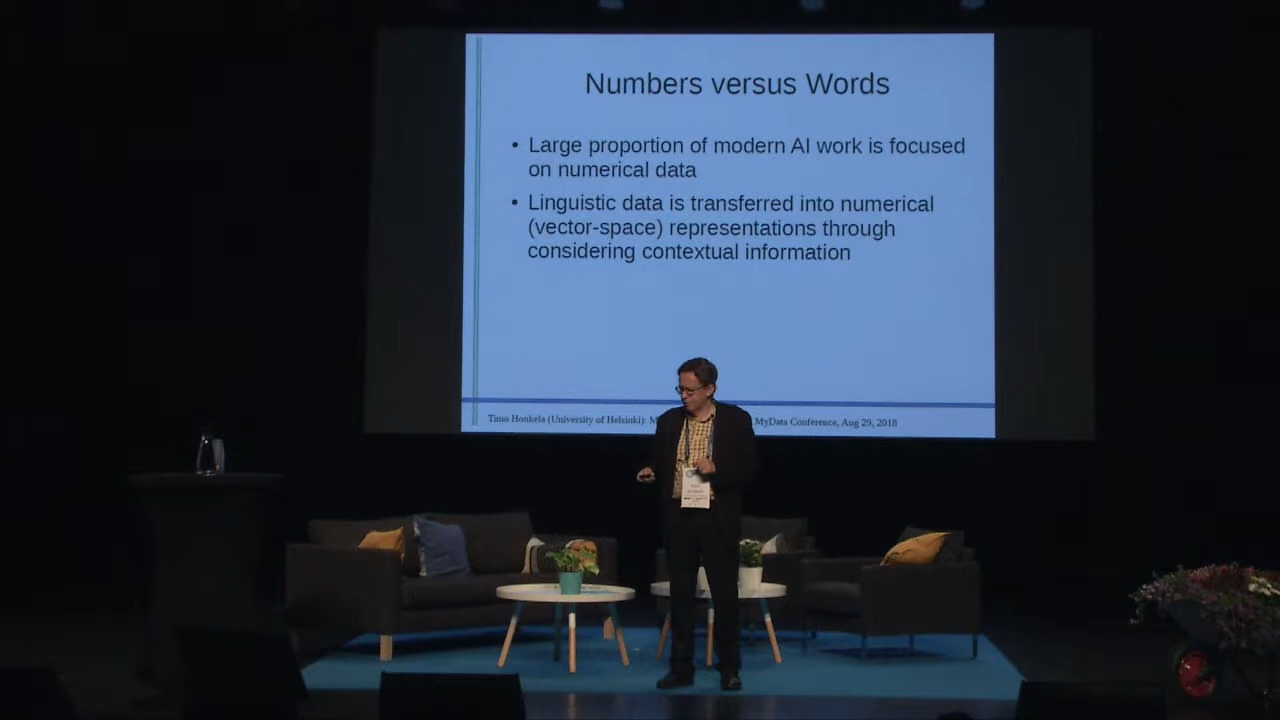 Numbers versus Words
• Large proportion of modern AI work is focused
on numerical data
• Linguistic data is transferred into numerical
(vector-space) representations through
considering contextual information
Timo Honkela (University of Helsinki): MyData Conference, Aug 29, 2018